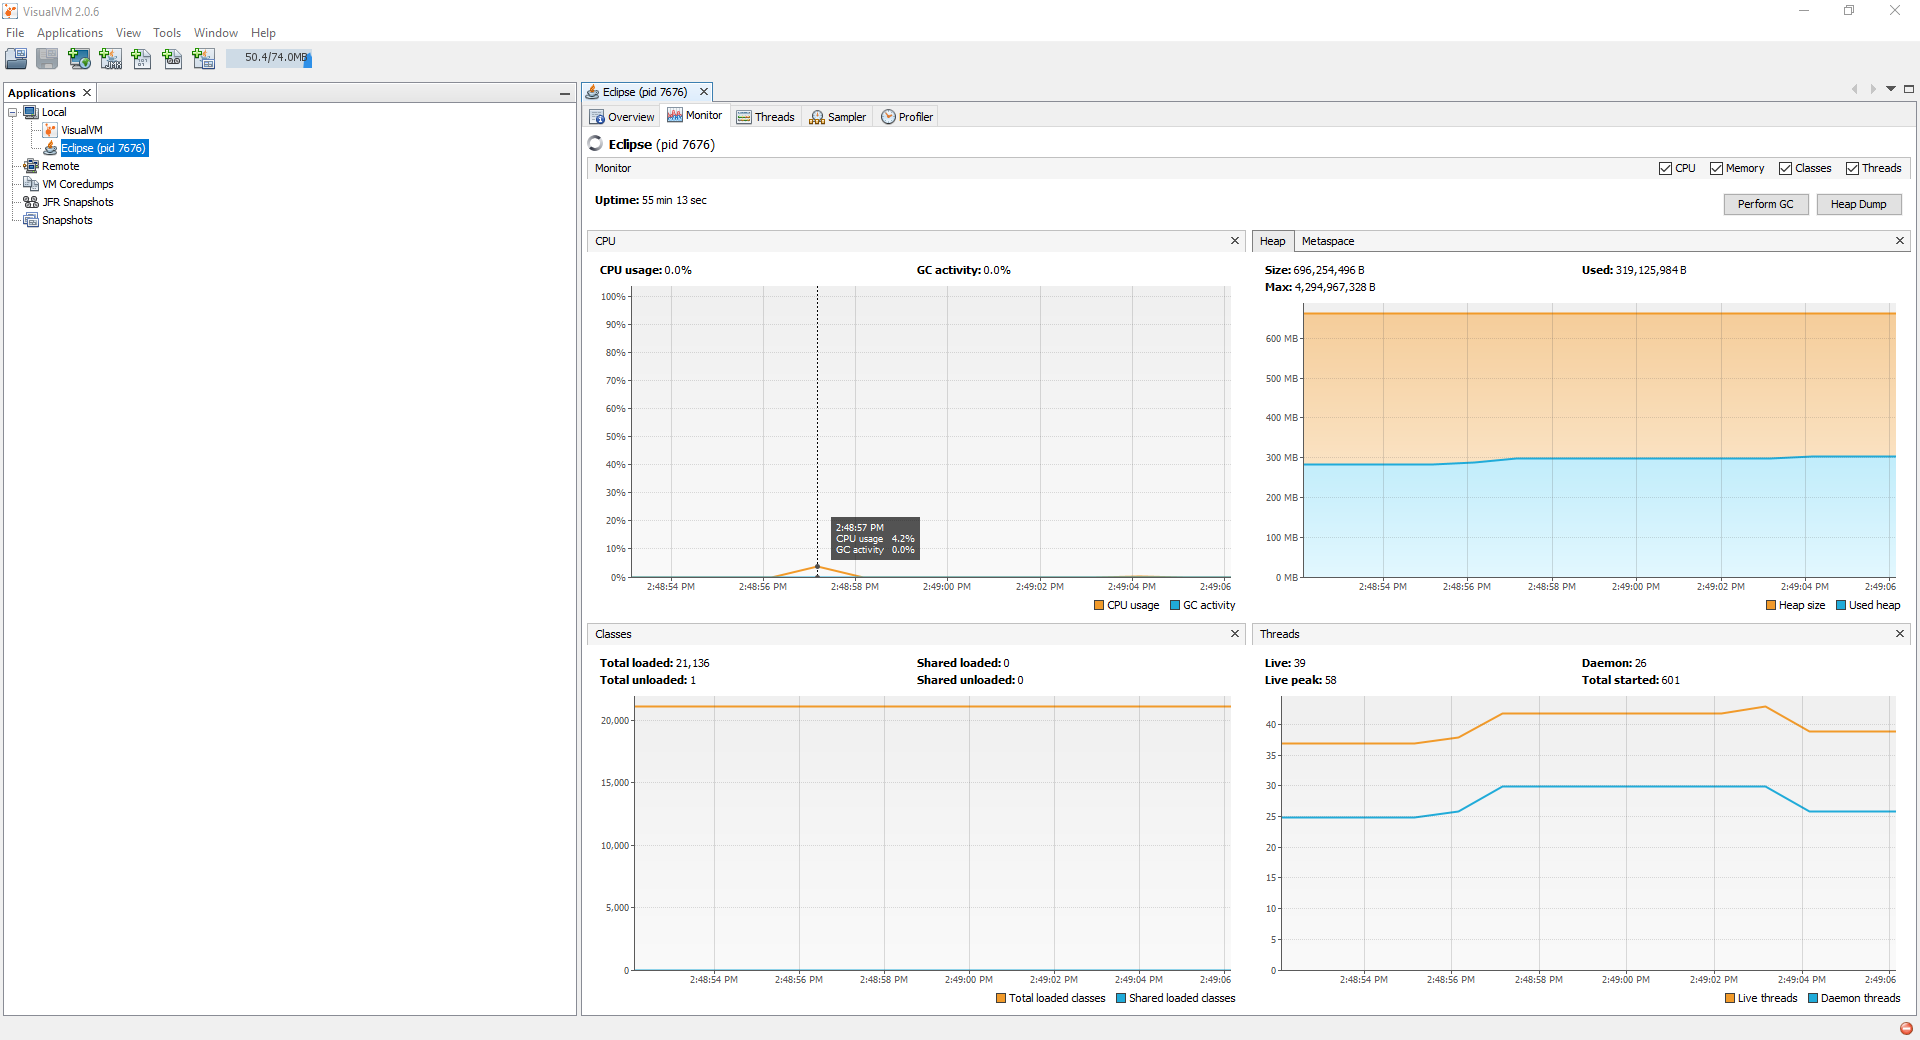 VisualVM 2.0.6
File Applications View Tools Window Help
50.4/74.0MB
Applications
Local
VisualVM
Eclipse (pid 7676)
Remote
VM Coredumps
JFR Snapshots
Snapshots
Eclipse (pid 7676)
Overview Monitor Threads Sampler Profiler
Eclipse (pid 7676)
Monitor
CPU Memory Classes Threads
Uptime: 55 min 13 sec
Perform GC Heap Dump
CPU
CPU usage: 0.0% GC activity: 0.0%
100%
90%
80%
70%
60%
50%
40%
30%
20%
10%
0%
2:48:57 PM
CPU usage 4.2%
GC activity 0.0%
2:48:54 PM 2:48:56 PM 2:48:58 PM 2:49:00 PM 2:49:02 PM 2:49:04 PM 2:49:06
CPU usage GC activity
Heap Metaspace
Size: 696,254,496 B Used: 319,125,984 B
Max: 4,294,967,328 B
600 MB
500 MB
400 MB
300 MB
200 MB
100 MB
0 MB
2:48:54 PM 2:48:56 PM 2:48:58 PM 2:49:00 PM 2:49:02 PM 2:49:04 PM 2:49:06
Heap size Used heap
Classes
Total loaded: 21,136 Shared loaded: 0
Total unloaded: 1 Shared unloaded: 0
20,000
15,000
10,000
5,000
0
2:48:54 PM 2:48:56 PM 2:48:58 PM 2:49:00 PM 2:49:02 PM 2:49:04 PM 2:49:06
Total loaded classes Shared loaded classes
Threads
Live: 39 Daemon: 26
Live peak: 58 Total started: 601
40
35
30
25
20
15
10
5
0
2:48:54 PM 2:48:56 PM 2:48:58 PM 2:49:00 PM 2:49:02 PM 2:49:04 PM 2:49:06
Live threads Daemon threads